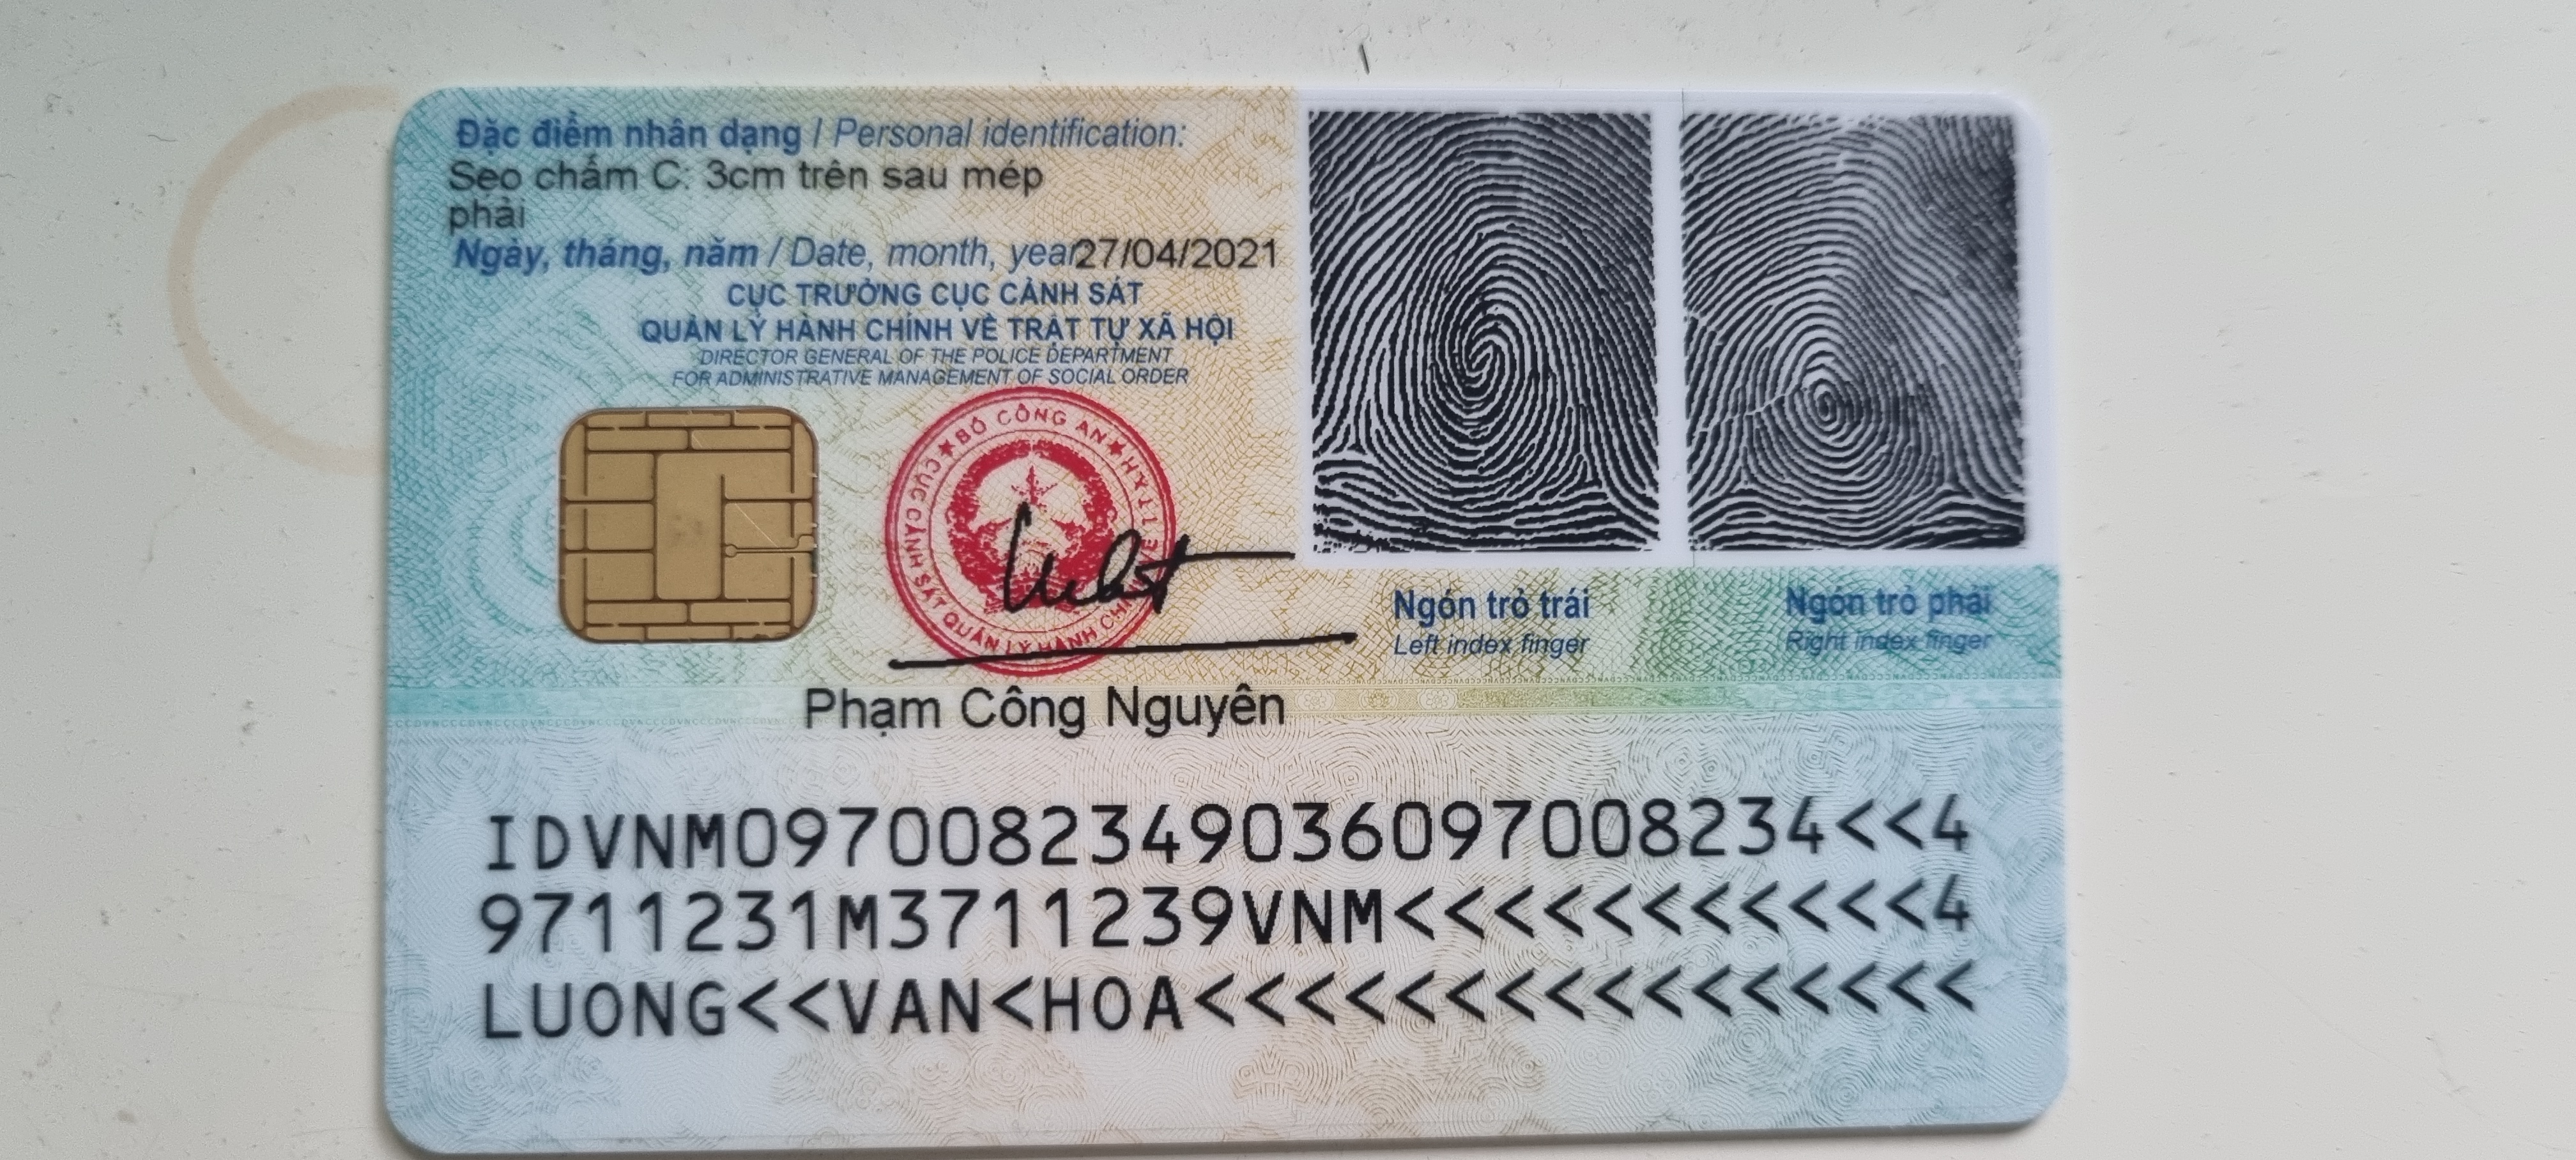 Đặc điểm nhân dạng / Personal identification:
Sẹo chấm C: 3cm trên sau mép
phải
Ngày, tháng, năm / Date, month, year 27/04/2021
CỤC TRƯỞNG CỤC CẢNH SÁT
QUẢN LÝ HÀNH CHÍNH VỀ TRẬT TỰ XÃ HỘI
DIRECTOR GENERAL OF THE POLICE DEPARTMENT
FOR ADMINISTRATIVE MANAGEMENT OF SOCIAL ORDER
★ BỘ CÔNG AN ★
CỤC CẢNH SÁT QUẢN LÝ HÀNH CHÍNH VỀ TTXH
Phạm Công Nguyên
Ngón trỏ trái
Left index finger
Ngón trỏ phải
Right index finger
IDVNM0970082349036097008234<<4
9711231M3711239VNM<<<<<<<<<<<4
LUONG<<VAN<HOA<<<<<<<<<<<<<<<<